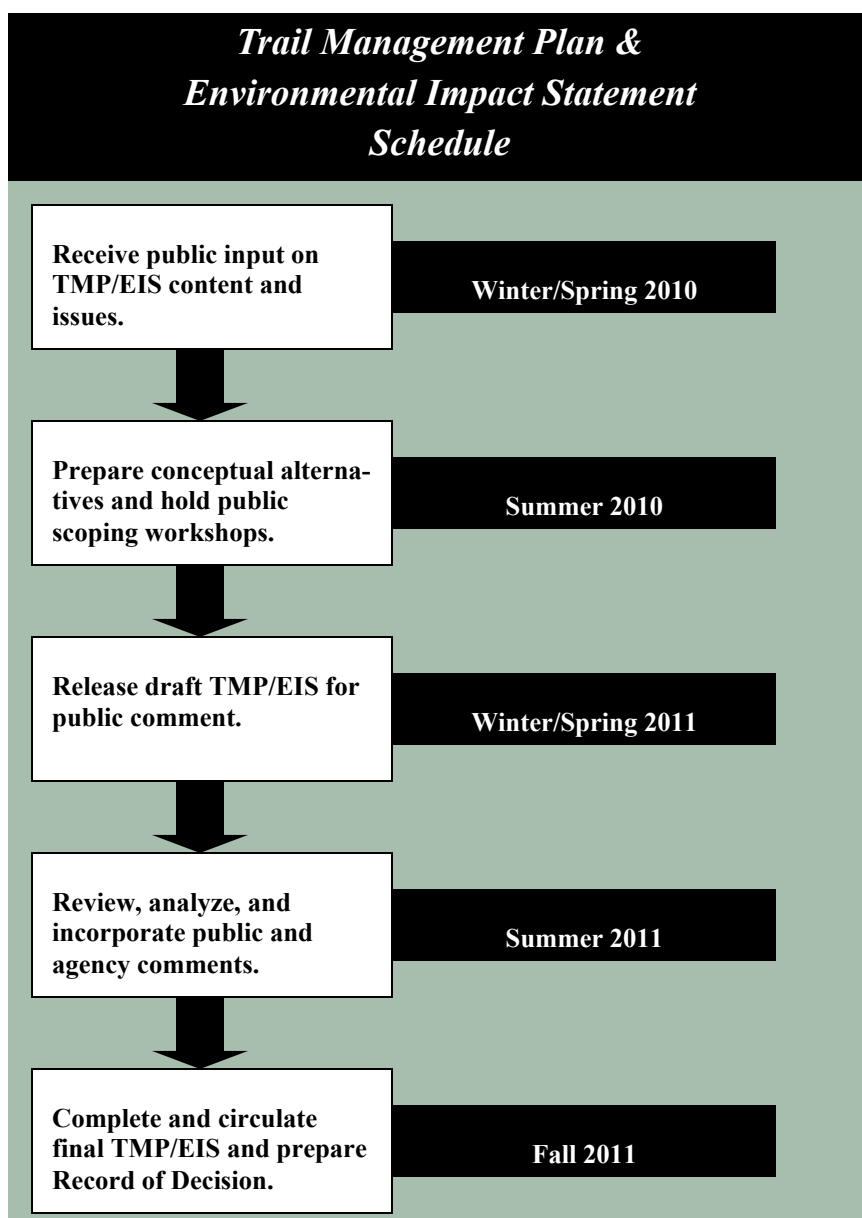 Trail Management Plan &
Environmental Impact Statement
Schedule
Receive public input on
TMP/EIS content and
issues.
Winter/Spring 2010
Prepare conceptual alterna-
tives and hold public
scoping workshops.
Summer 2010
Release draft TMP/EIS for
public comment.
Winter/Spring 2011
Review, analyze, and
incorporate public and
agency comments.
Summer 2011
Complete and circulate
final TMP/EIS and prepare
Record of Decision.
Fall 2011